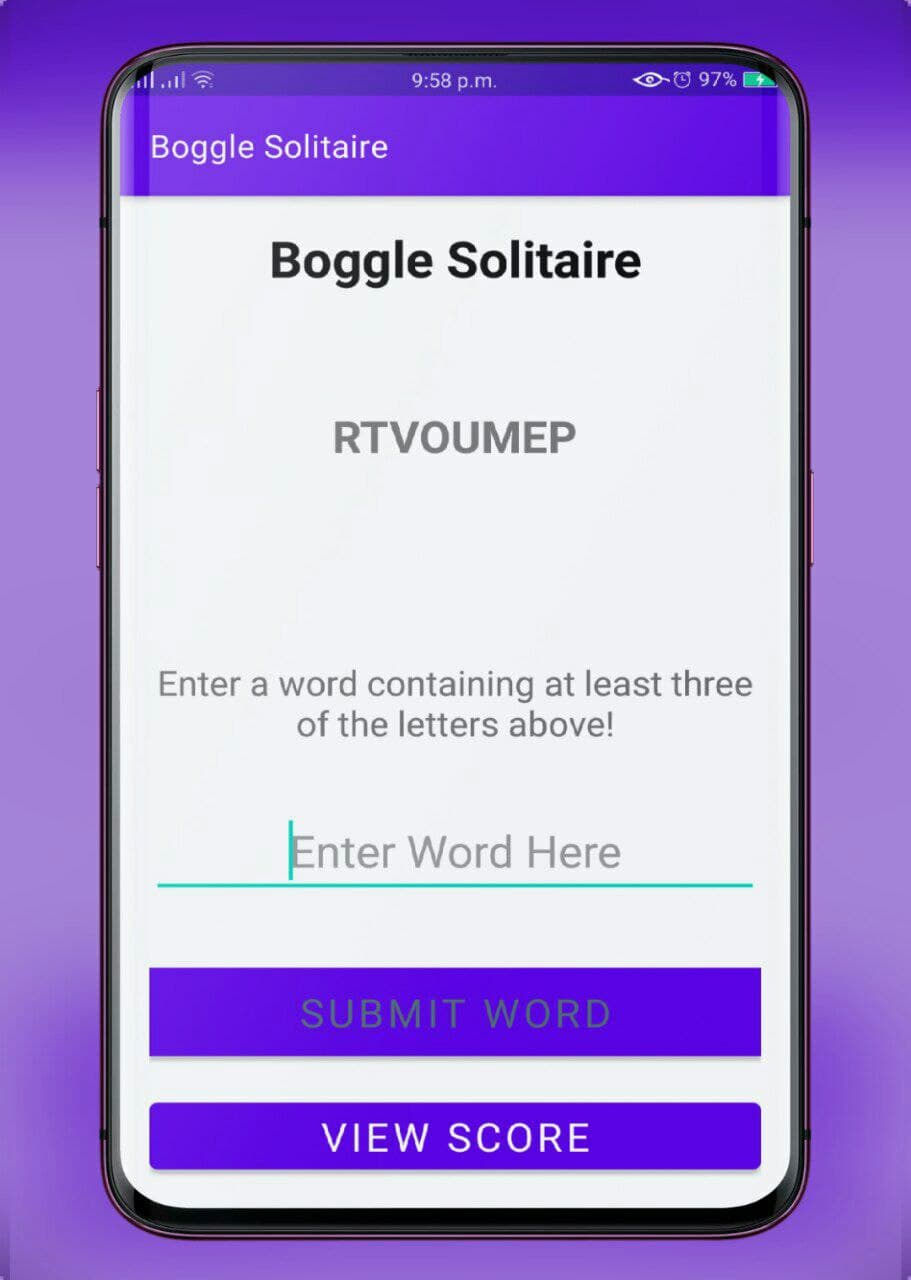 9:58 p.m. 97%
Boggle Solitaire
Boggle Solitaire
RTVOUMEP
Enter a word containing at least three
of the letters above!
Enter Word Here
SUBMIT WORD
VIEW SCORE